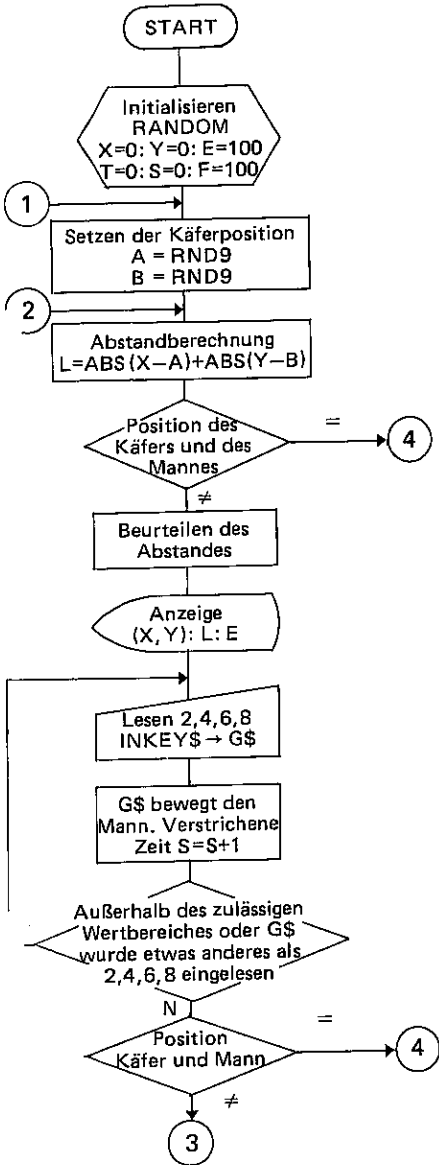 START
Initialisieren
RANDOM
X=0: Y=0: E=100
T=0: S=0: F=100
1
Setzen der Käferposition
A = RND9
B = RND9
2
Abstandberechnung
L=ABS(X−A)+ABS(Y−B)
Position des
Käfers und des
Mannes
=
4
≠
Beurteilen des
Abstandes
Anzeige
(X, Y): L: E
Lesen 2,4,6,8
INKEY$ → G$
G$ bewegt den
Mann. Verstrichene
Zeit S=S+1
Außerhalb des zulässigen
Wertbereiches oder G$
wurde etwas anderes als
2,4,6,8 eingelesen
N
Position
Käfer und Mann
=
4
≠
3